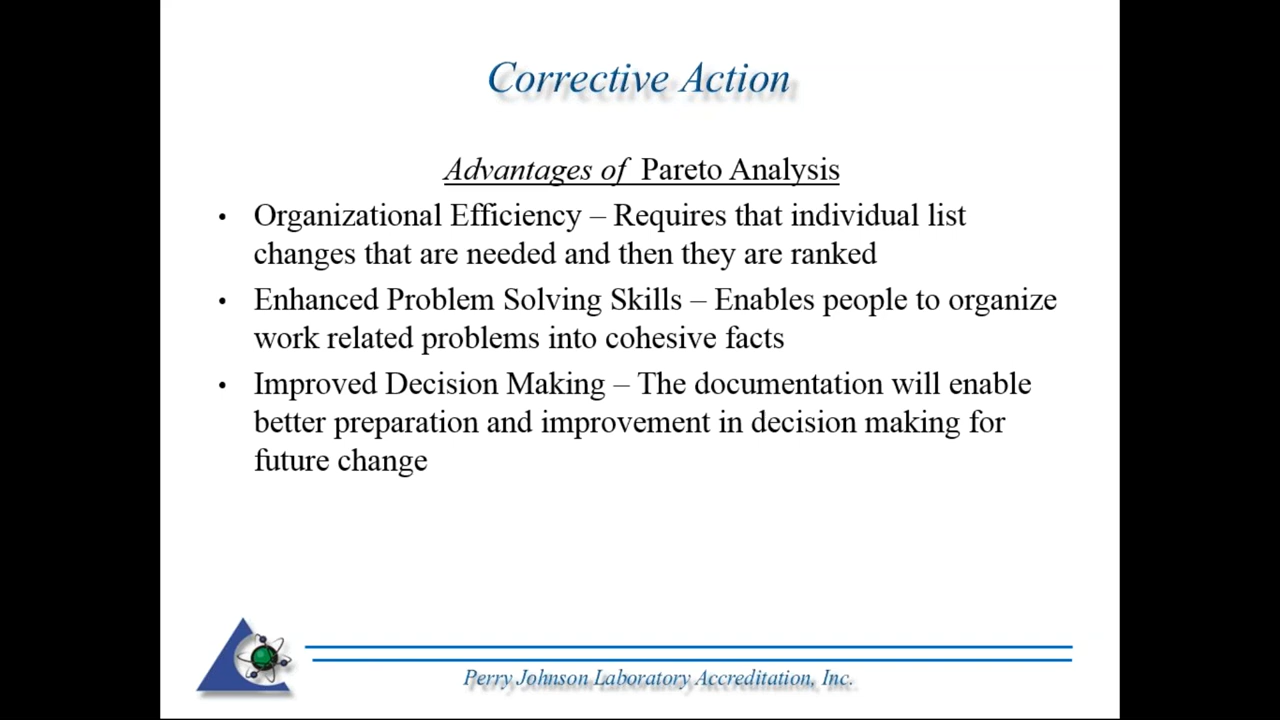 Corrective Action
Advantages of Pareto Analysis
• Organizational Efficiency – Requires that individual list
changes that are needed and then they are ranked
• Enhanced Problem Solving Skills – Enables people to organize
work related problems into cohesive facts
• Improved Decision Making – The documentation will enable
better preparation and improvement in decision making for
future change
Perry Johnson Laboratory Accreditation, Inc.